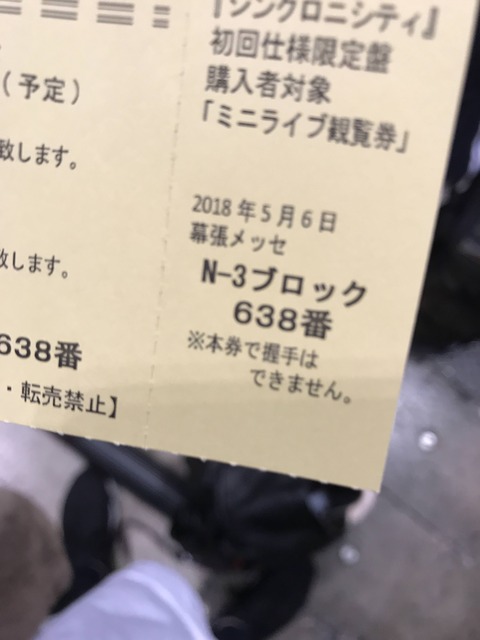 『シンクロニシティ』
初回仕様限定盤
購入者対象
「ミニライブ観覧券」
(予定)
致します。
2018年5月6日
幕張メッセ
致します。
N-3ブロック
638番
638番
※本券で握手は
できません。
・転売禁止】